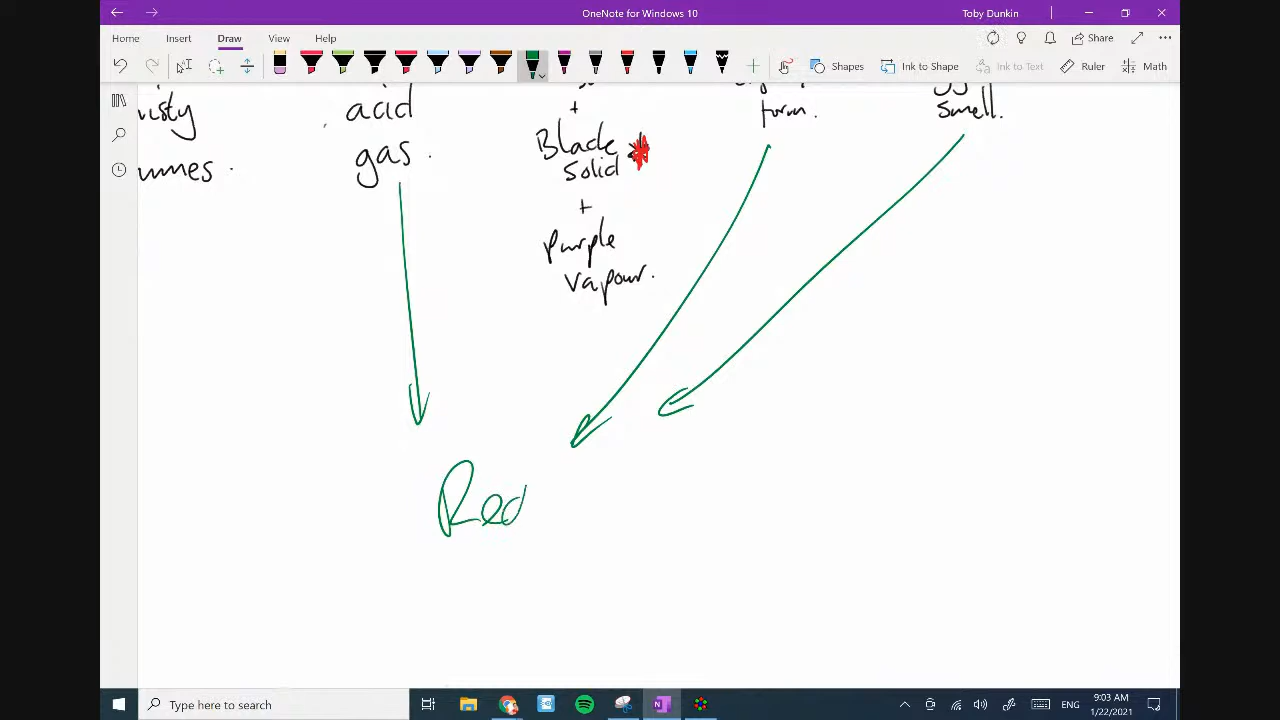 OneNote for Windows 10
Toby Dunkin
Home
Insert
Draw
View
Help
Share
Shapes
Ink to Shape
Ink to Text
Ruler
Math
acid
gas.
+
Black
solid
+
purple
vapour.
form.
smell.
Red
Type here to search
ENG
9:03 AM
1/22/2021